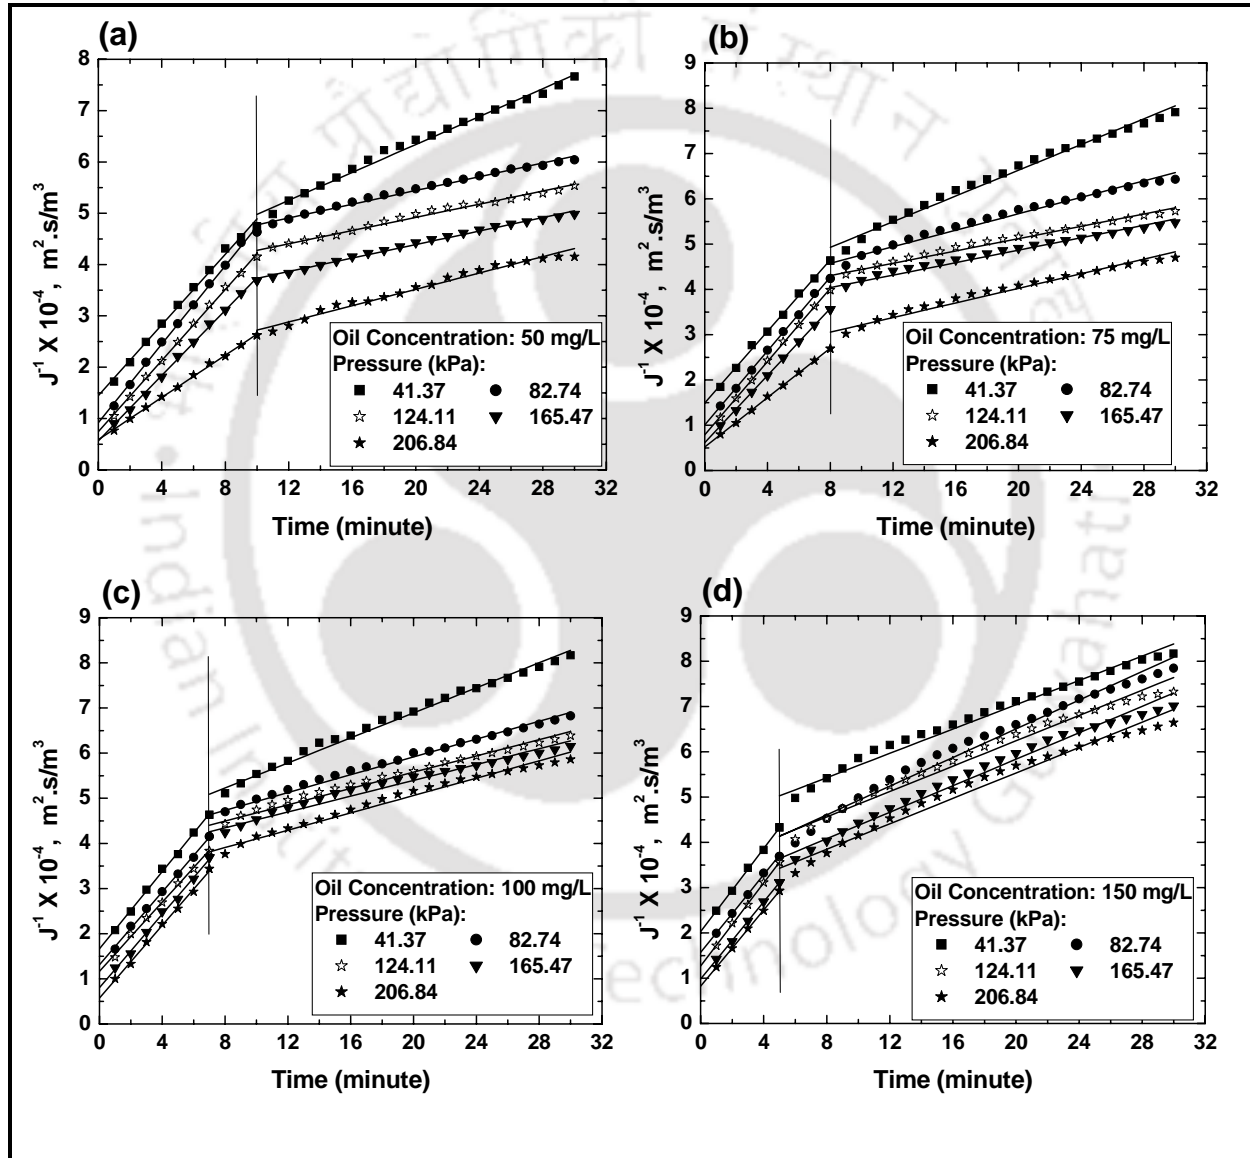 (a)
8
7
6
5
4
3
2
1
0
J⁻¹ X 10⁻⁴, m².s/m³
Oil Concentration: 50 mg/L
Pressure (kPa):
41.37 82.74
124.11 165.47
206.84
0 4 8 12 16 20 24 28 32
Time (minute)
(b)
9
8
7
6
5
4
3
2
1
0
J⁻¹ X 10⁻⁴, m².s/m³
Oil Concentration: 75 mg/L
Pressure (kPa):
41.37 82.74
124.11 165.47
206.84
0 4 8 12 16 20 24 28 32
Time (minute)
(c)
9
8
7
6
5
4
3
2
1
0
J⁻¹ X 10⁻⁴, m².s/m³
Oil Concentration: 100 mg/L
Pressure (kPa):
41.37 82.74
124.11 165.47
206.84
0 4 8 12 16 20 24 28 32
Time (minute)
(d)
9
8
7
6
5
4
3
2
1
0
J⁻¹ X 10⁻⁴, m².s/m³
Oil Concentration: 150 mg/L
Pressure (kPa):
41.37 82.74
124.11 165.47
206.84
0 4 8 12 16 20 24 28 32
Time (minute)
Indian Technology Guwahati